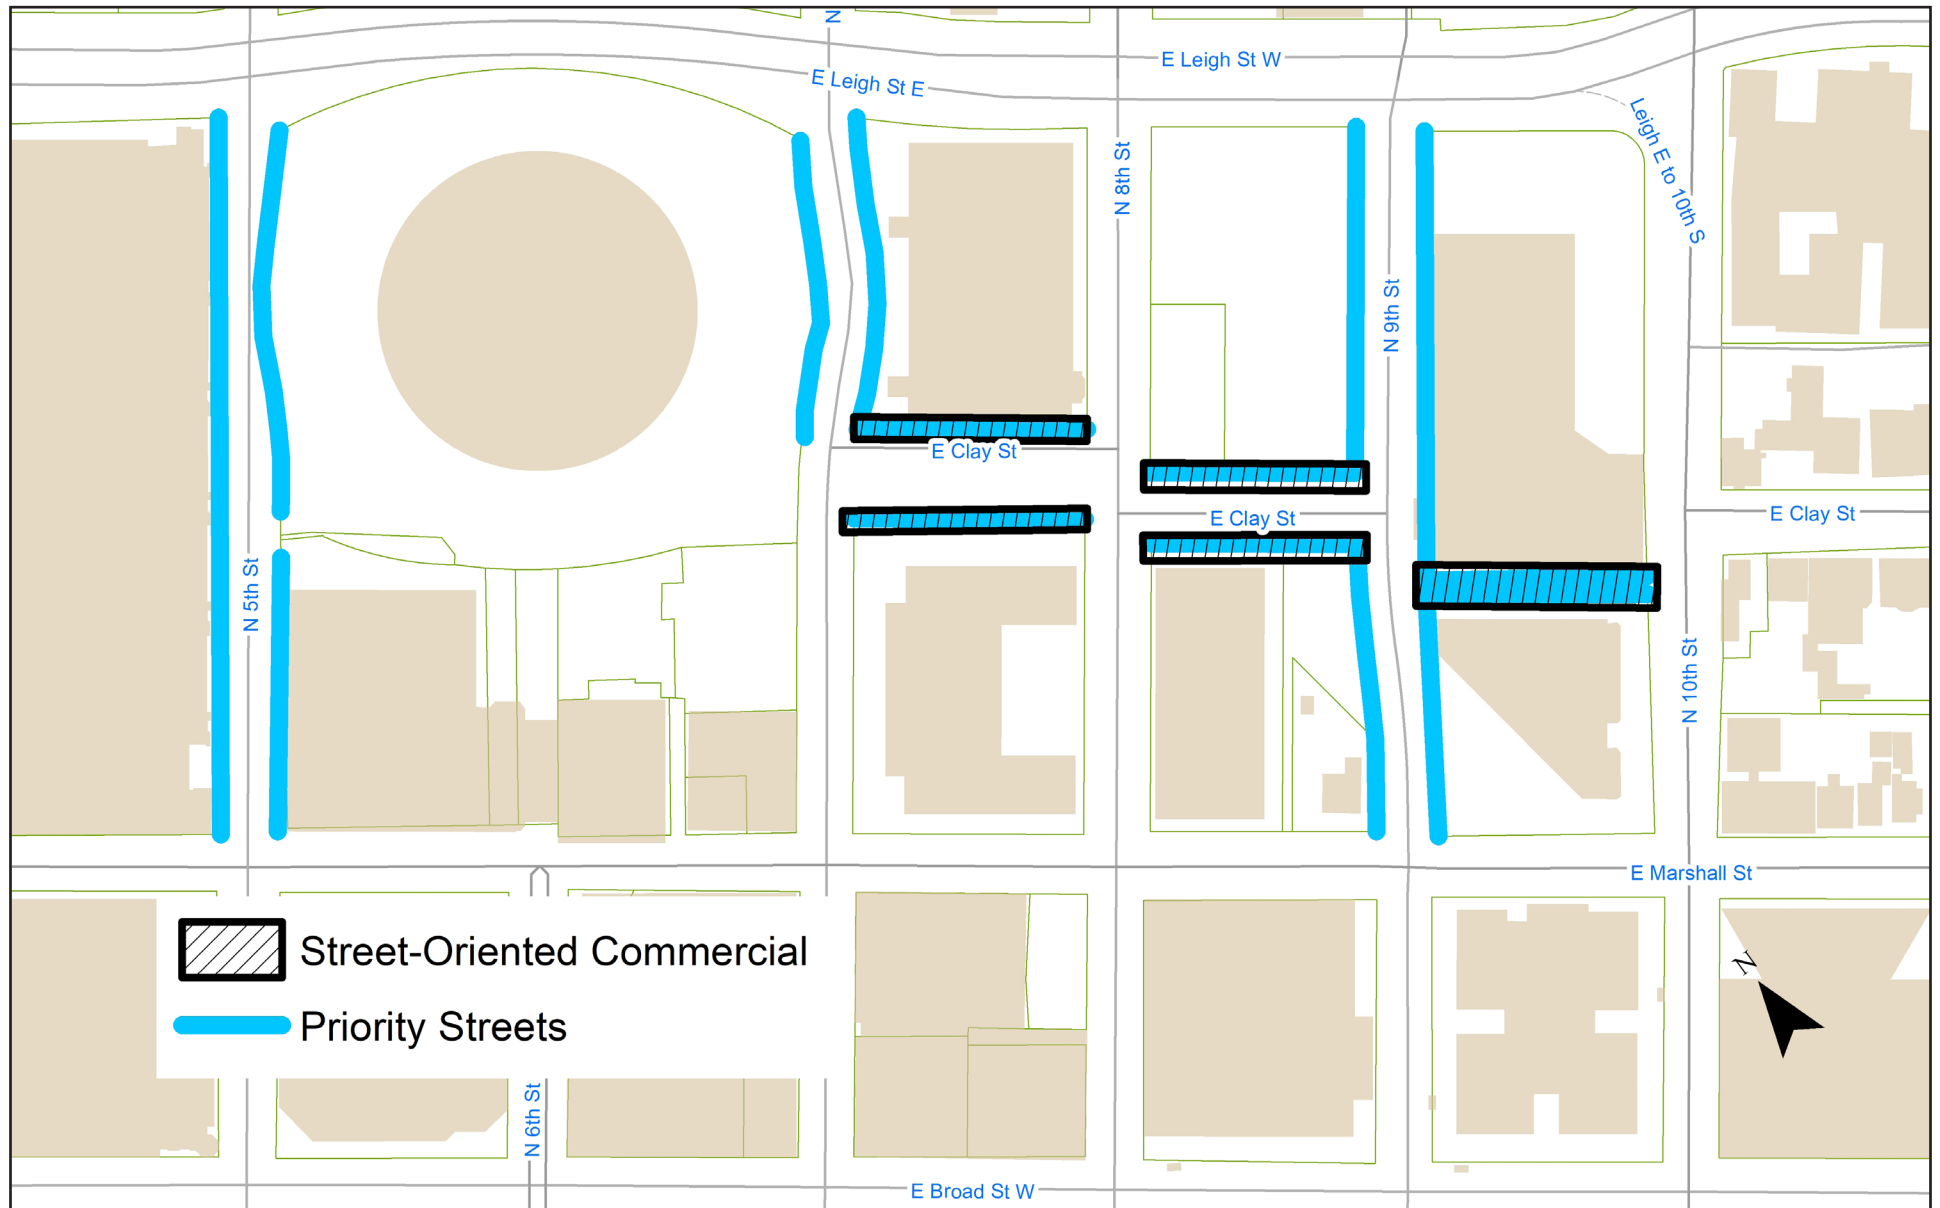 N
E Leigh St W
E Leigh St E
Leigh E to 10th S
N 8th St
N 9th St
E Clay St
E Clay St
E Clay St
N 5th St
N 10th St
E Marshall St
Street-Oriented Commercial
N
Priority Streets
N 6th St
E Broad St W